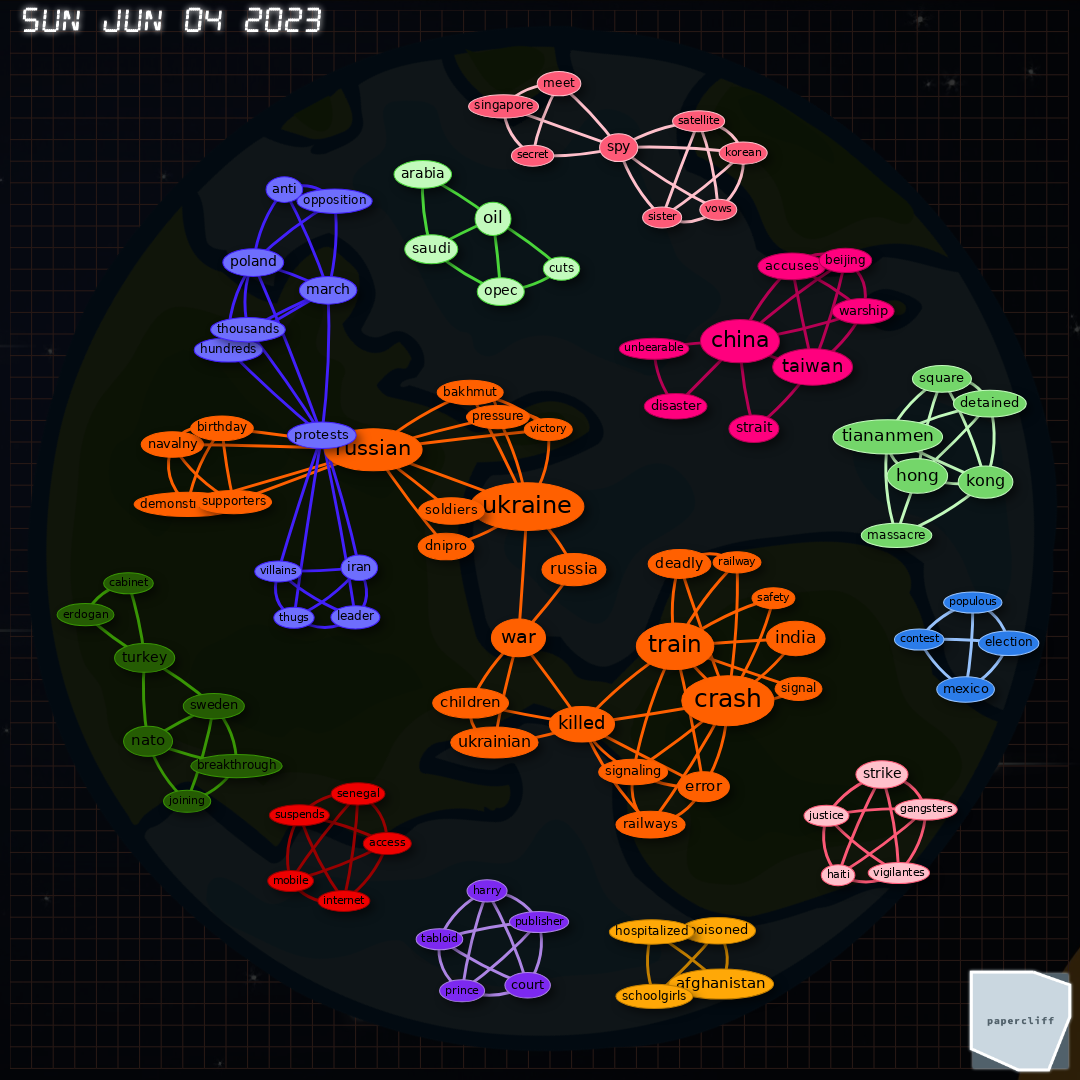 SUN JUN 04 2023
meet
singapore
secret
spy
satellite
korean
sister
vows
arabia
oil
saudi
opec
cuts
anti
opposition
poland
march
thousands
hundreds
protests
accuses
beijing
warship
china
taiwan
unbearable
disaster
strait
square
detained
tiananmen
hong
kong
massacre
bakhmut
pressure
victory
birthday
navalny
russian
supporters
soldiers
ukraine
dnipro
russia
villains
iran
thugs
leader
cabinet
erdogan
turkey
sweden
nato
breakthrough
joining
war
children
ukrainian
killed
deadly
railway
safety
train
india
signal
crash
signaling
error
railways
populous
contest
election
mexico
strike
gangsters
justice
haiti
vigilantes
senegal
suspends
access
mobile
internet
harry
publisher
tabloid
prince
court
hospitalized
poisoned
afghanistan
schoolgirls
papercliff